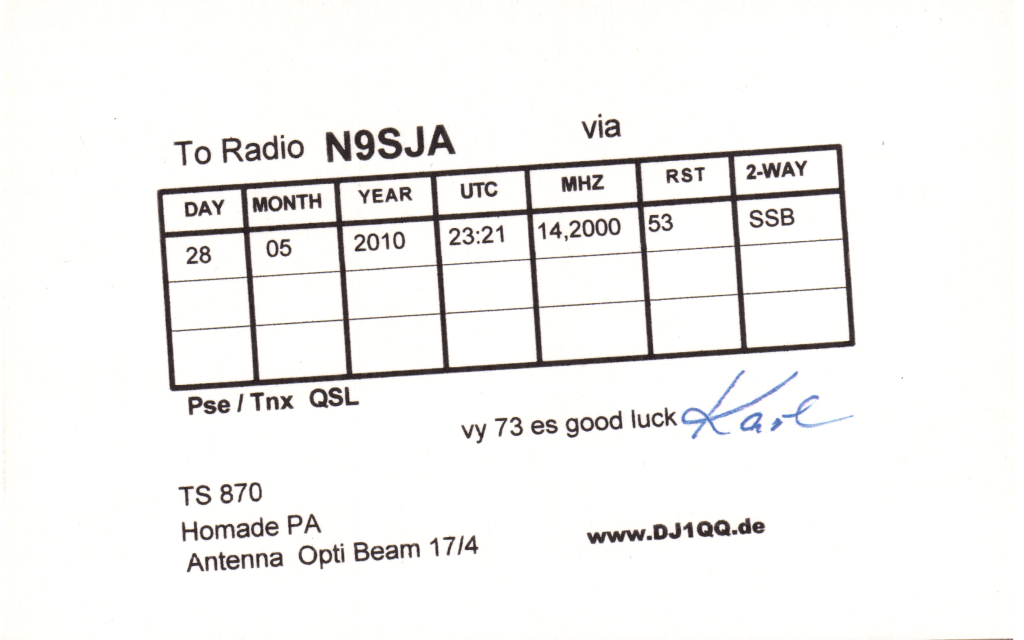 To Radio N9SJA via
DAY MONTH YEAR UTC MHZ RST 2-WAY
28 05 2010 23:21 14,2000 53 SSB
Pse / Tnx QSL
vy 73 es good luck Karl
TS 870
Homade PA
Antenna Opti Beam 17/4
www.DJ1QQ.de